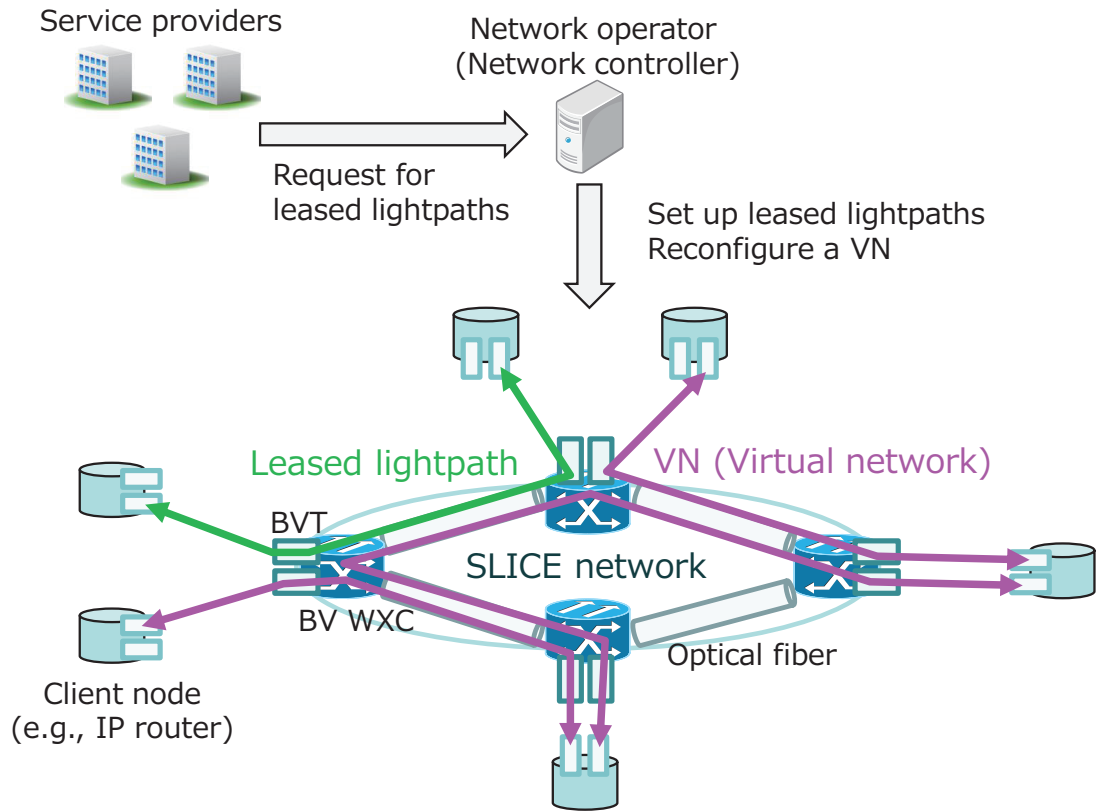 Service providers
Network operator
(Network controller)
Request for
leased lightpaths
Set up leased lightpaths
Reconfigure a VN
Leased lightpath
VN (Virtual network)
BVT
SLICE network
BV WXC
Optical fiber
Client node
(e.g., IP router)